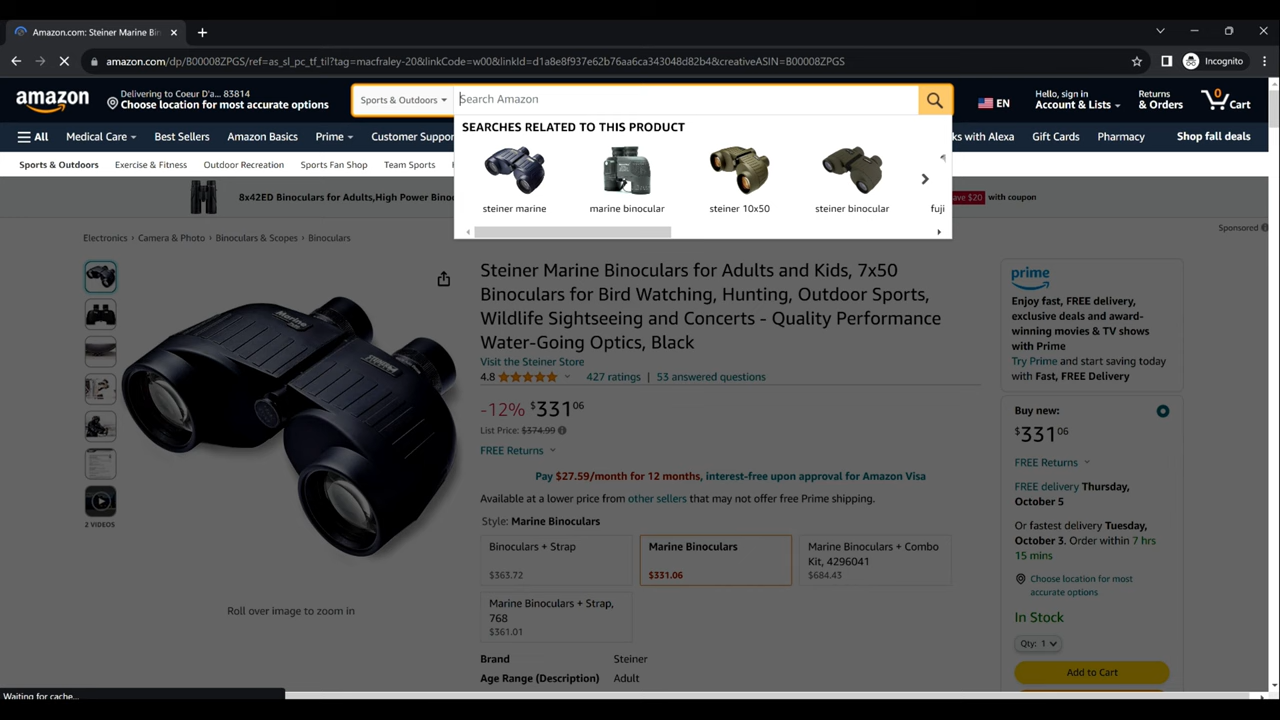 Amazon.com: Steiner Marine Bin
Incognito
amazon.com/dp/B00008ZPGS/ref=as_sl_pc_tf_til?tag=macfraley-20&linkCode=w00&linkId=d1a8e8f937e62b76aa6ca343048d82b4&creativeASIN=B00008ZPGS
amazon
Delivering to Coeur D'a... 83814
Choose location for most accurate options
Sports & Outdoors
Search Amazon
EN
Hello, sign in
Account & Lists
Returns
& Orders
0
Cart
All
Medical Care
Best Sellers
Amazon Basics
Prime
Customer Suppor
ks with Alexa
Gift Cards
Pharmacy
Shop fall deals
SEARCHES RELATED TO THIS PRODUCT
steiner marine
marine binocular
steiner 10x50
steiner binocular
fuji
Sports & Outdoors
Exercise & Fitness
Outdoor Recreation
Sports Fan Shop
Team Sports
8x42ED Binoculars for Adults,High Power Bino
ave $20
with coupon
Sponsored
Electronics
Camera & Photo
Binoculars & Scopes
Binoculars
Marine
2 VIDEOS
Roll over image to zoom in
Steiner Marine Binoculars for Adults and Kids, 7x50
Binoculars for Bird Watching, Hunting, Outdoor Sports,
Wildlife Sightseeing and Concerts - Quality Performance
Water-Going Optics, Black
Visit the Steiner Store
4.8
427 ratings | 53 answered questions
-12% $331 06
List Price: $374.99
FREE Returns
Pay $27.59/month for 12 months, interest-free upon approval for Amazon Visa
Available at a lower price from other sellers that may not offer free Prime shipping.
Style: Marine Binoculars
Binoculars + Strap
$363.72
Marine Binoculars
$331.06
Marine Binoculars + Combo
Kit, 4296041
$684.43
Marine Binoculars + Strap,
768
$361.01
Brand Steiner
Age Range (Description) Adult
prime
Enjoy fast, FREE delivery,
exclusive deals and award-
winning movies & TV shows
with Prime
Try Prime and start saving today
with Fast, FREE Delivery
Buy new:
$331 06
FREE Returns
FREE delivery Thursday,
October 5
Or fastest delivery Tuesday,
October 3. Order within 7 hrs
15 mins
Choose location for most
accurate options
In Stock
Qty: 1
Add to Cart
Waiting for cache...